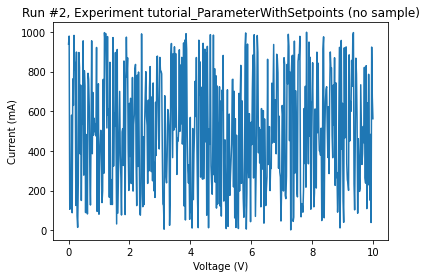 Run #2, Experiment tutorial_ParameterWithSetpoints (no sample)
1000
800
600
400
200
0
Current (mA)
0 2 4 6 8 10
Voltage (V)